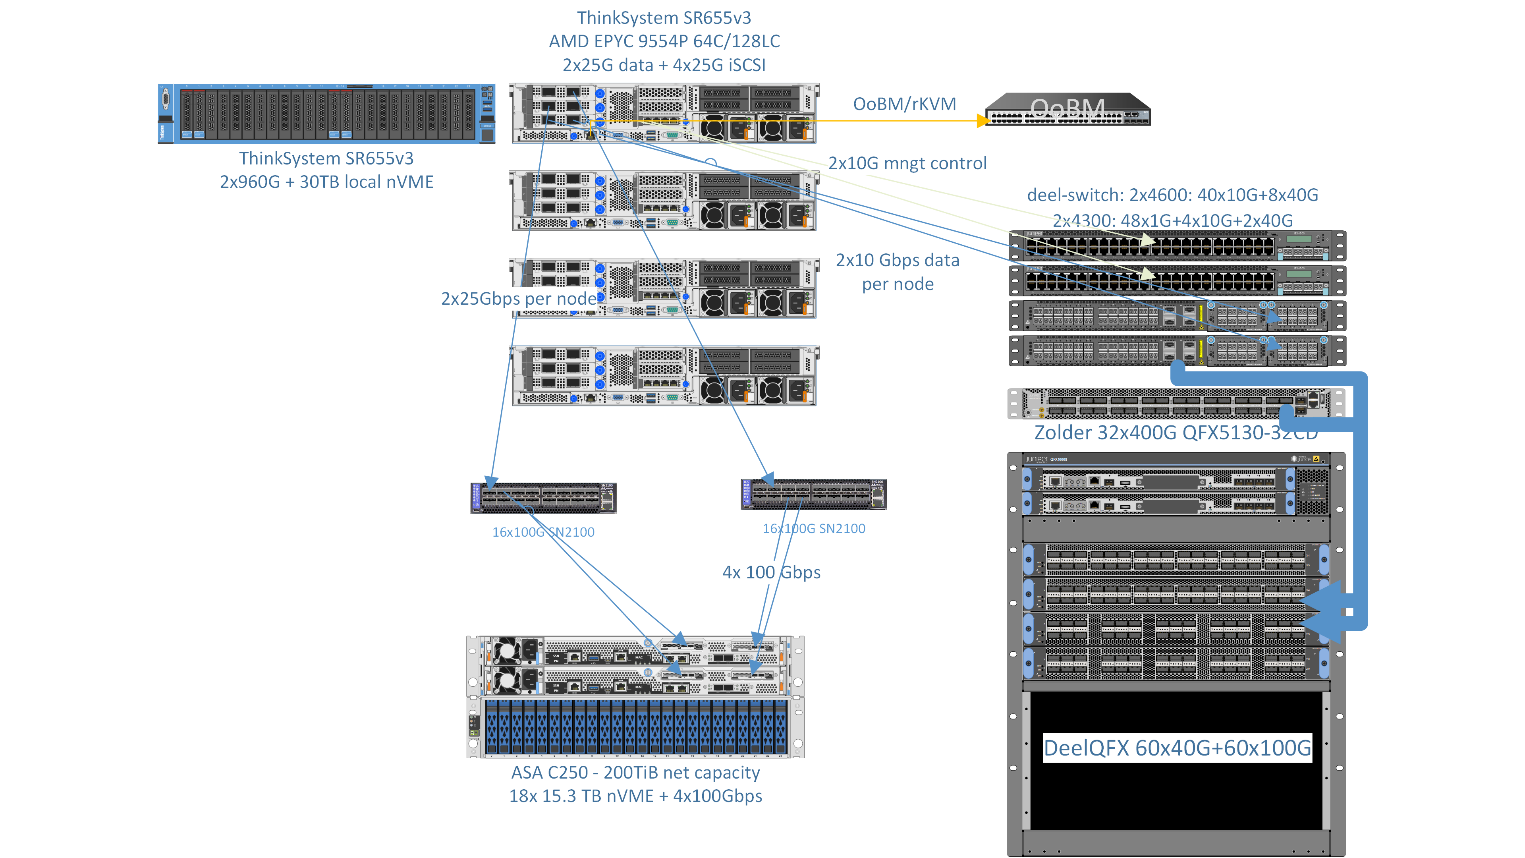 ThinkSystem SR655v3
AMD EPYC 9554P 64C/128LC
2x25G data + 4x25G iSCSI
ThinkSystem SR655v3
2x960G + 30TB local nVME
OoBM/rKVM
OoBM
2x10G mngt control
deel-switch: 2x4600: 40x10G+8x40G
2x4300: 48x1G+4x10G+2x40G
2x10 Gbps data
per node
2x25Gbps per node
Zolder 32x400G QFX5130-32CD
16x100G SN2100
16x100G SN2100
4x 100 Gbps
DeelQFX 60x40G+60x100G
ASA C250 - 200TiB net capacity
18x 15.3 TB nVME + 4x100Gbps